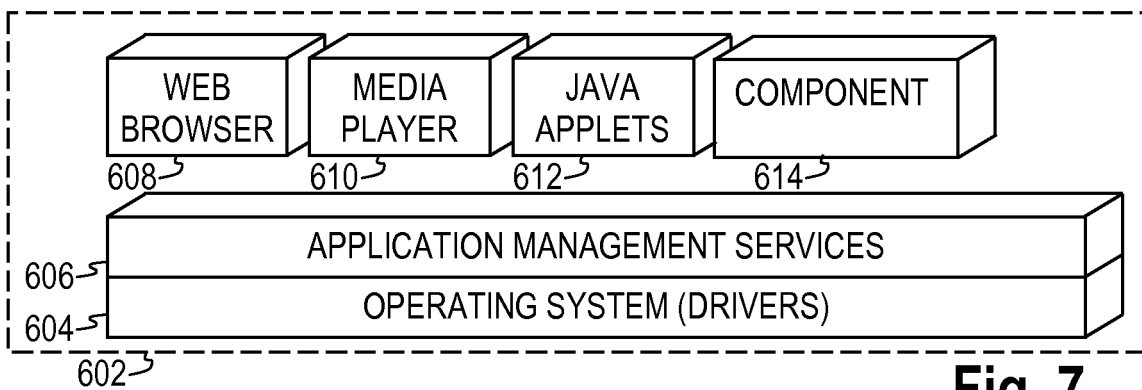 WEB
BROWSER
MEDIA
PLAYER
JAVA
APPLETS
COMPONENT
608
610
612
614
APPLICATION MANAGEMENT SERVICES
606
OPERATING SYSTEM (DRIVERS)
604
602
Fig. 7